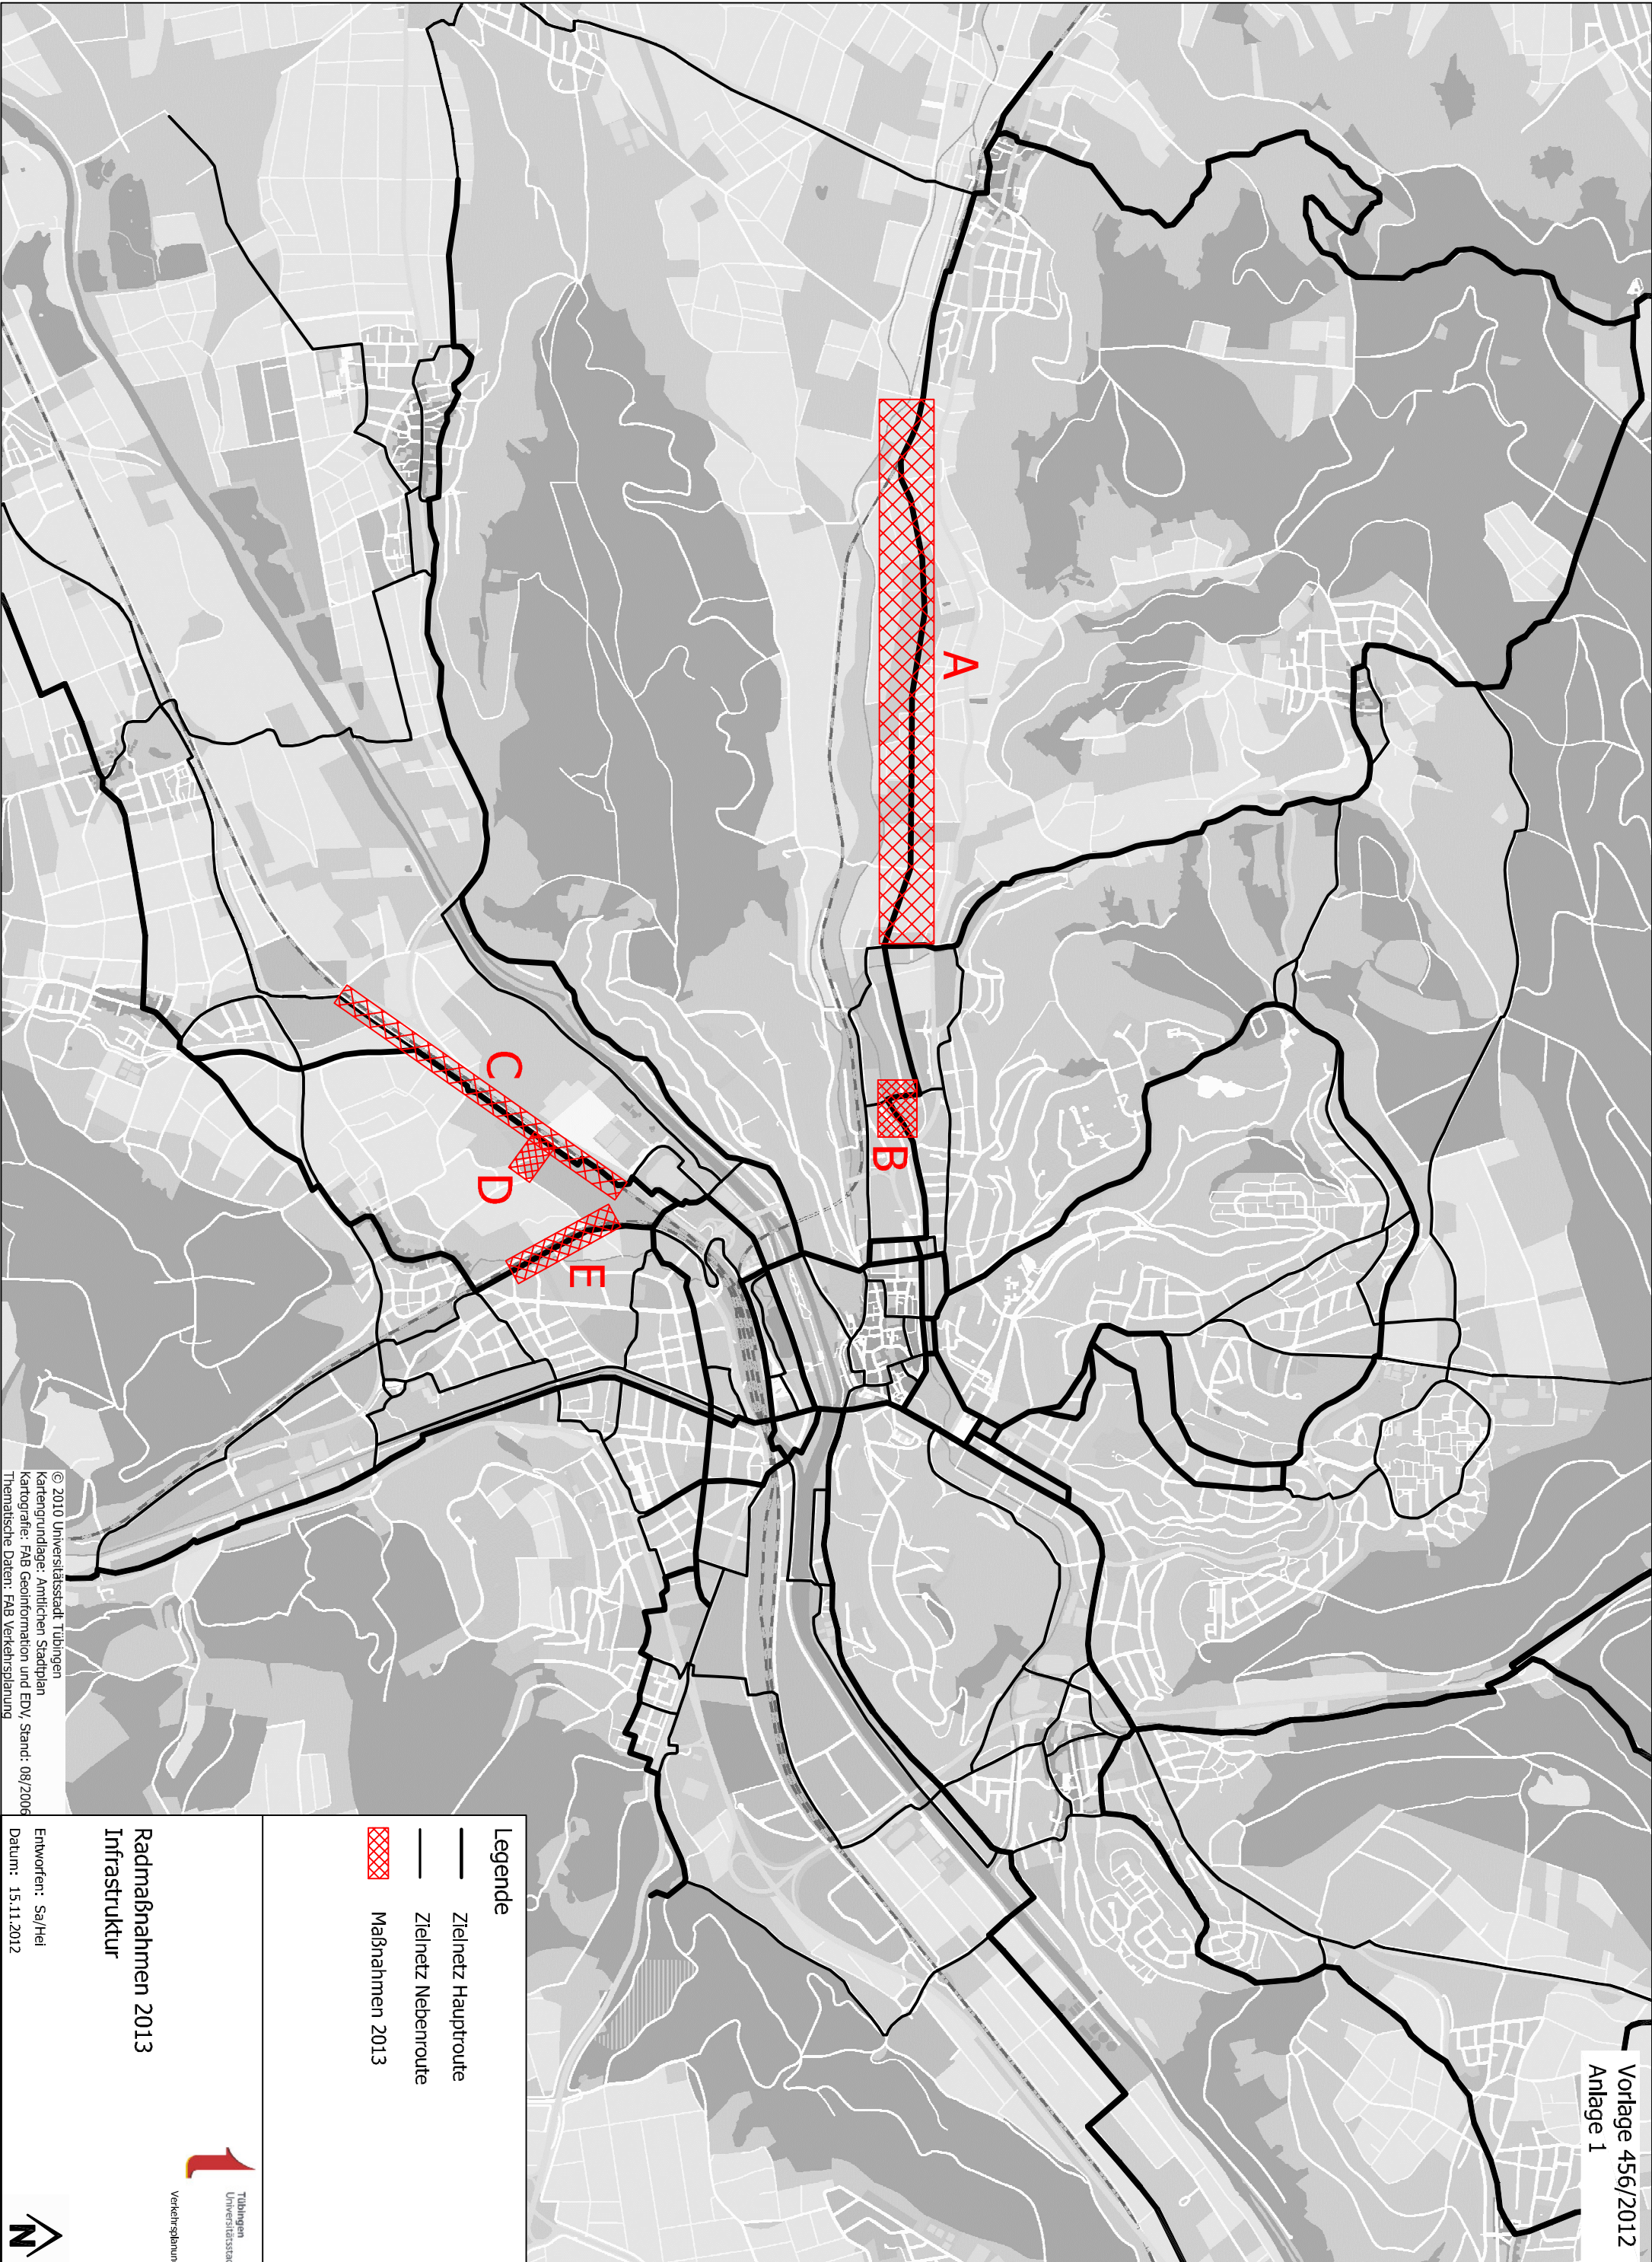 Vorlage 456/2012
Anlage 1
A
B
C
D
E
Legende
Zielnetz Hauptroute
Zielnetz Nebenroute
Maßnahmen 2013
Tübingen
Verkehrsplanun
Radmaßnahmen 2013
Infrastruktur
Entworfen: Sa/Hei
Datum: 15.11.2012
N
© 2010 Universitätsstadt Tübingen
Kartengrundlage: Amtlichen Stadtplan
Kartografie: FAB Geoinformation und EDV, Stand: 08/2006
Thematische Daten: FAB Verkehrsplanung